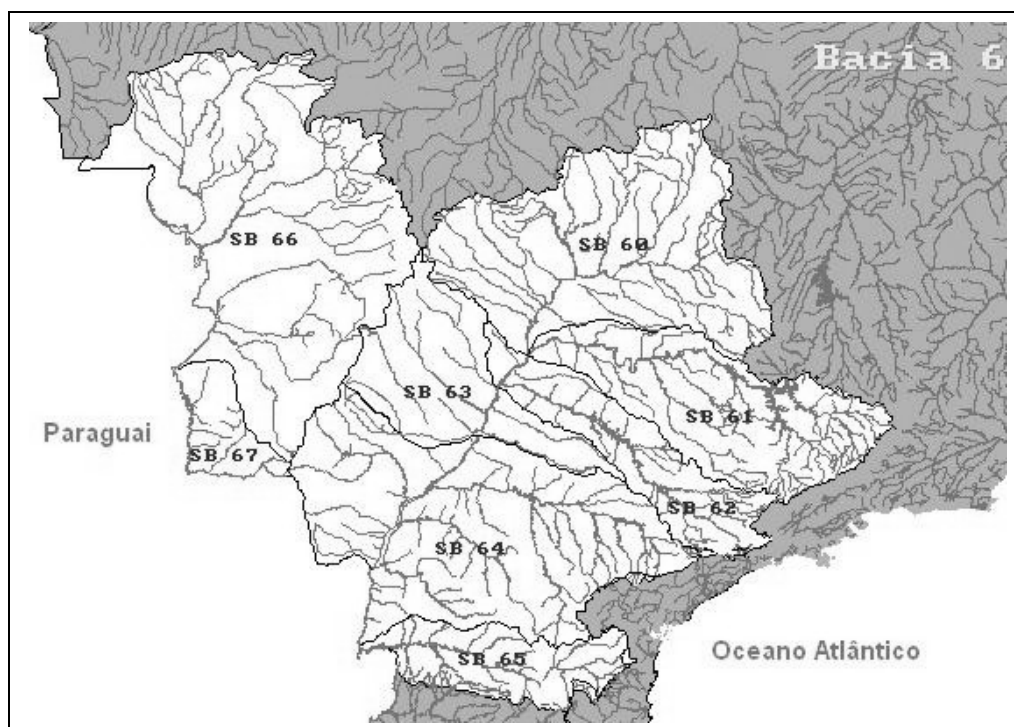 Bacia 6
SB 66
SB 60
SB 63
SB 61
Paraguai
SB 67
SB 62
SB 64
Oceano Atlântico
SB 65